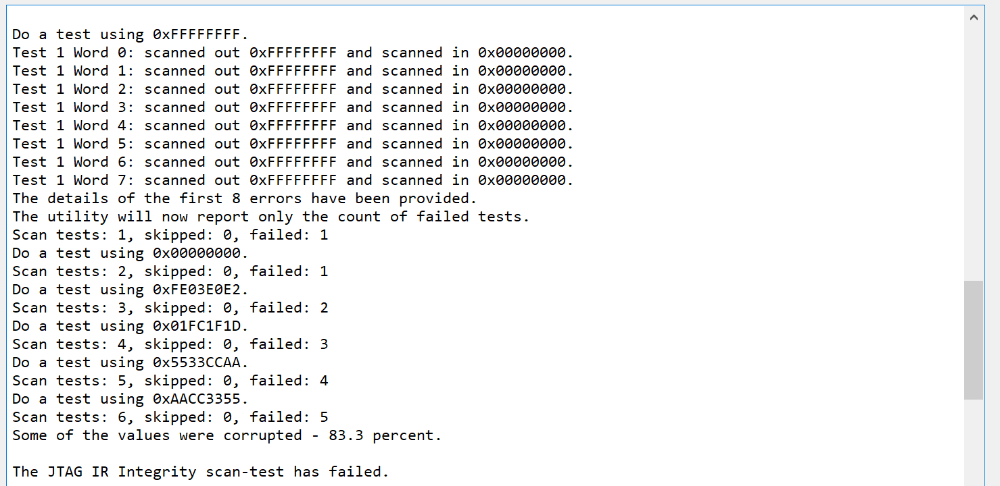 Do a test using 0xFFFFFFFF.
Test 1 Word 0: scanned out 0xFFFFFFFF and scanned in 0x00000000.
Test 1 Word 1: scanned out 0xFFFFFFFF and scanned in 0x00000000.
Test 1 Word 2: scanned out 0xFFFFFFFF and scanned in 0x00000000.
Test 1 Word 3: scanned out 0xFFFFFFFF and scanned in 0x00000000.
Test 1 Word 4: scanned out 0xFFFFFFFF and scanned in 0x00000000.
Test 1 Word 5: scanned out 0xFFFFFFFF and scanned in 0x00000000.
Test 1 Word 6: scanned out 0xFFFFFFFF and scanned in 0x00000000.
Test 1 Word 7: scanned out 0xFFFFFFFF and scanned in 0x00000000.
The details of the first 8 errors have been provided.
The utility will now report only the count of failed tests.
Scan tests: 1, skipped: 0, failed: 1
Do a test using 0x00000000.
Scan tests: 2, skipped: 0, failed: 1
Do a test using 0xFE03E0E2.
Scan tests: 3, skipped: 0, failed: 2
Do a test using 0x01FC1F1D.
Scan tests: 4, skipped: 0, failed: 3
Do a test using 0x5533CCAA.
Scan tests: 5, skipped: 0, failed: 4
Do a test using 0xAACC3355.
Scan tests: 6, skipped: 0, failed: 5
Some of the values were corrupted - 83.3 percent.
The JTAG IR Integrity scan-test has failed.